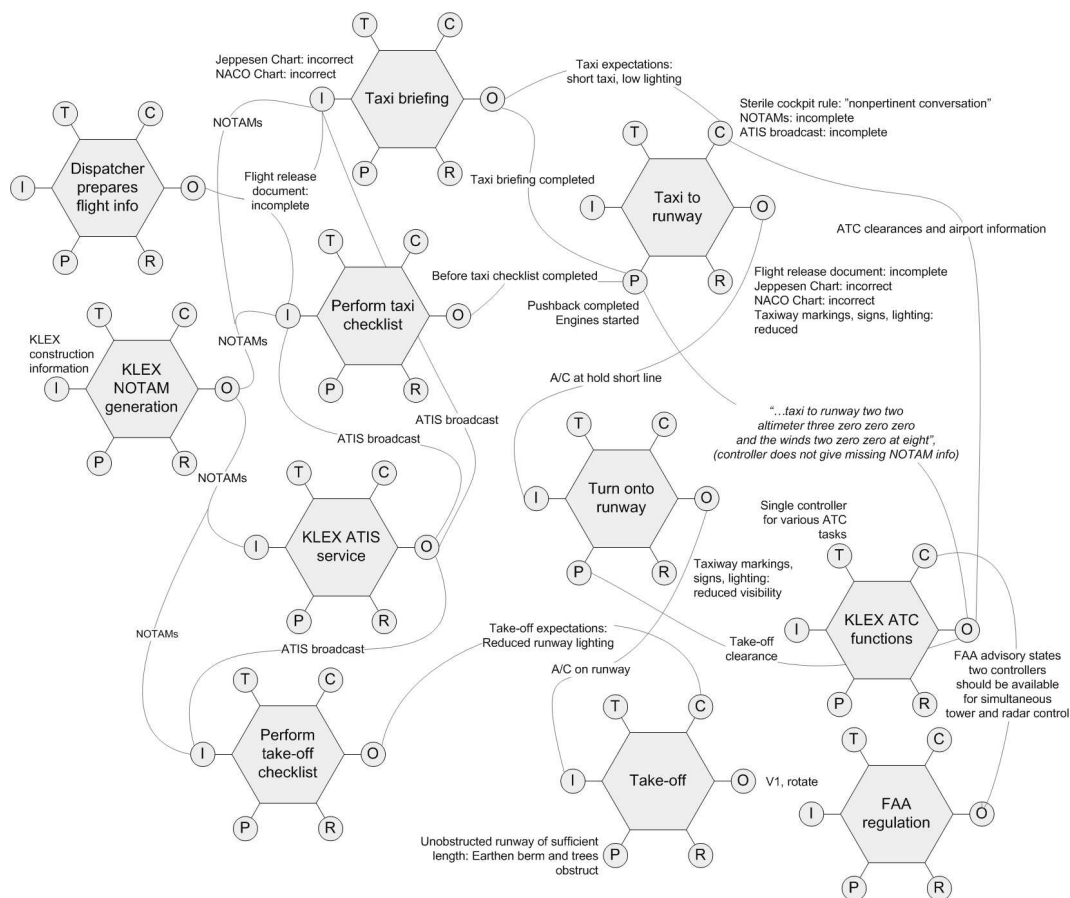 T
C
Jeppesen Chart: incorrect
NACO Chart: incorrect
I
Taxi briefing
O
P
R
Taxi expectations:
short taxi, low lighting
NOTAMs
T
C
Dispatcher
prepares
flight info
I
O
P
R
Flight release
document:
incomplete
Taxi briefing completed
Sterile cockpit rule: "nonpertinent conversation"
NOTAMs: incomplete
ATIS broadcast: incomplete
T
C
I
Taxi to
runway
O
P
R
ATC clearances and airport information
T
C
I
Perform taxi
checklist
O
P
R
Before taxi checklist completed
Pushback completed
Engines started
Flight release document: incomplete
Jeppesen Chart: incorrect
NACO Chart: incorrect
Taxiway markings, signs, lighting:
reduced
NOTAMs
T
C
KLEX
construction
information
I
KLEX
NOTAM
generation
O
P
R
A/C at hold short line
ATIS broadcast
ATIS broadcast
"...taxi to runway two two
altimeter three zero zero zero
and the winds two zero zero at eight",
(controller does not give missing NOTAM info)
NOTAMs
T
C
I
KLEX ATIS
service
O
P
R
T
C
I
Turn onto
runway
O
P
R
Single controller
for various ATC
tasks
Taxiway markings,
signs, lighting:
reduced visibility
T
C
I
KLEX ATC
functions
O
P
R
Take-off
clearance
FAA advisory states
two controllers
should be available
for simultaneous
tower and radar control
NOTAMs
ATIS broadcast
Take-off expectations:
Reduced runway lighting
A/C on runway
T
C
I
Perform
take-off
checklist
O
P
R
T
C
I
Take-off
O
V1, rotate
P
R
Unobstructed runway of sufficient
length: Earthen berm and trees
obstruct
T
C
I
FAA
regulation
O
P
R